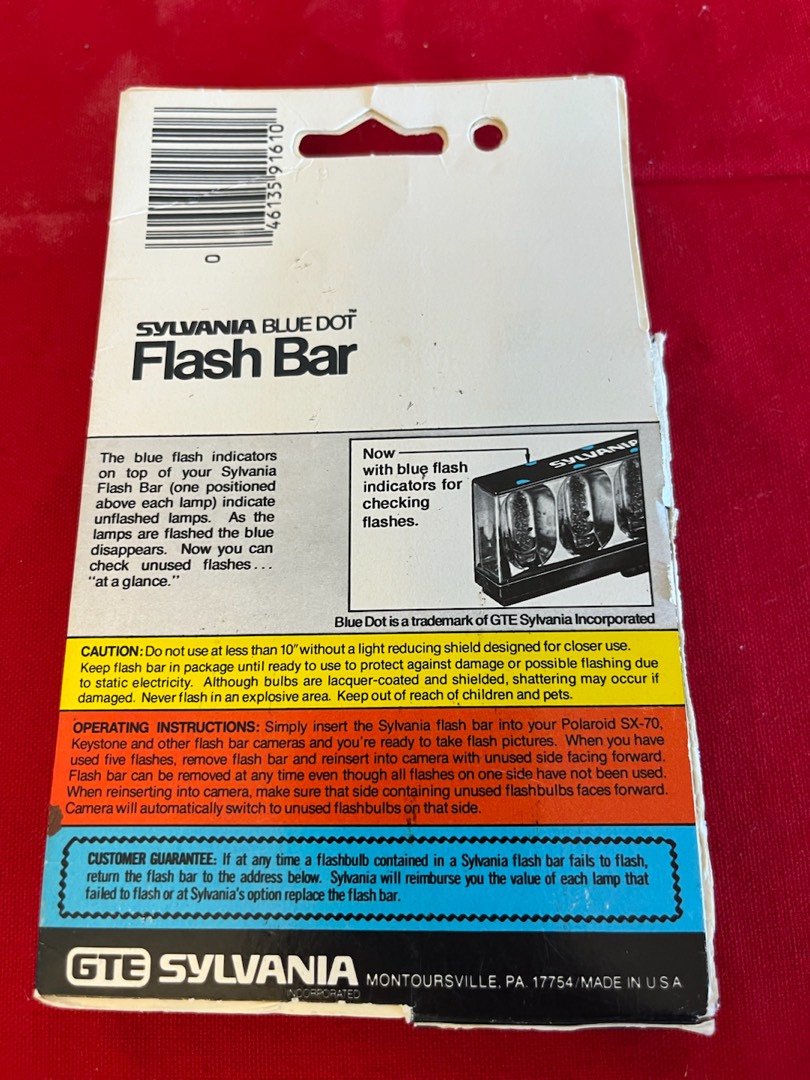 0 46135 91610
SYLVANIA BLUE DOT™
Flash Bar
The blue flash indicators
on top of your Sylvania
Flash Bar (one positioned
above each lamp) indicate
unflashed lamps. As the
lamps are flashed the blue
disappears. Now you can
check unused flashes...
"at a glance."
Now
with blue flash
indicators for
checking
flashes.
SYLVANIA
Blue Dot is a trademark of GTE Sylvania Incorporated
CAUTION: Do not use at less than 10" without a light reducing shield designed for closer use.
Keep flash bar in package until ready to use to protect against damage or possible flashing due
to static electricity. Although bulbs are lacquer-coated and shielded, shattering may occur if
damaged. Never flash in an explosive area. Keep out of reach of children and pets.
OPERATING INSTRUCTIONS: Simply insert the Sylvania flash bar into your Polaroid SX-70,
Keystone and other flash bar cameras and you're ready to take flash pictures. When you have
used five flashes, remove flash bar and reinsert into camera with unused side facing forward.
Flash bar can be removed at any time even though all flashes on one side have not been used.
When reinserting into camera, make sure that side containing unused flashbulbs faces forward.
Camera will automatically switch to unused flashbulbs on that side.
CUSTOMER GUARANTEE: If at any time a flashbulb contained in a Sylvania flash bar fails to flash,
return the flash bar to the address below. Sylvania will reimburse you the value of each lamp that
failed to flash or at Sylvania's option replace the flash bar.
GTE SYLVANIA MONTOURSVILLE, PA. 17754/MADE IN U S A
INCORPORATED